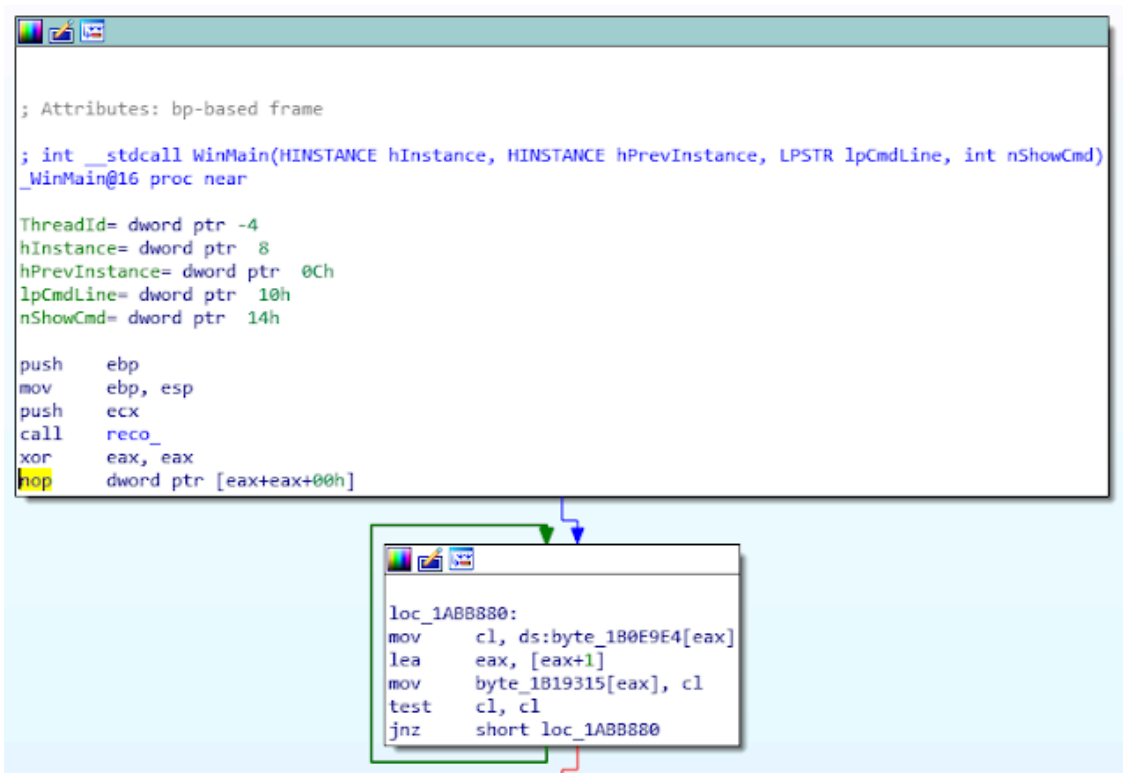 ; Attributes: bp-based frame
; int __stdcall WinMain(HINSTANCE hInstance, HINSTANCE hPrevInstance, LPSTR lpCmdLine, int nShowCmd)
_WinMain@16 proc near
ThreadId= dword ptr -4
hInstance= dword ptr  8
hPrevInstance= dword ptr  0Ch
lpCmdLine= dword ptr  10h
nShowCmd= dword ptr  14h
push    ebp
mov     ebp, esp
push    ecx
call    reco_
xor     eax, eax
nop     dword ptr [eax+eax+00h]
loc_1ABB880:
mov     cl, ds:byte_1B0E9E4[eax]
lea     eax, [eax+1]
mov     byte_1B19315[eax], cl
test    cl, cl
jnz     short loc_1ABB880